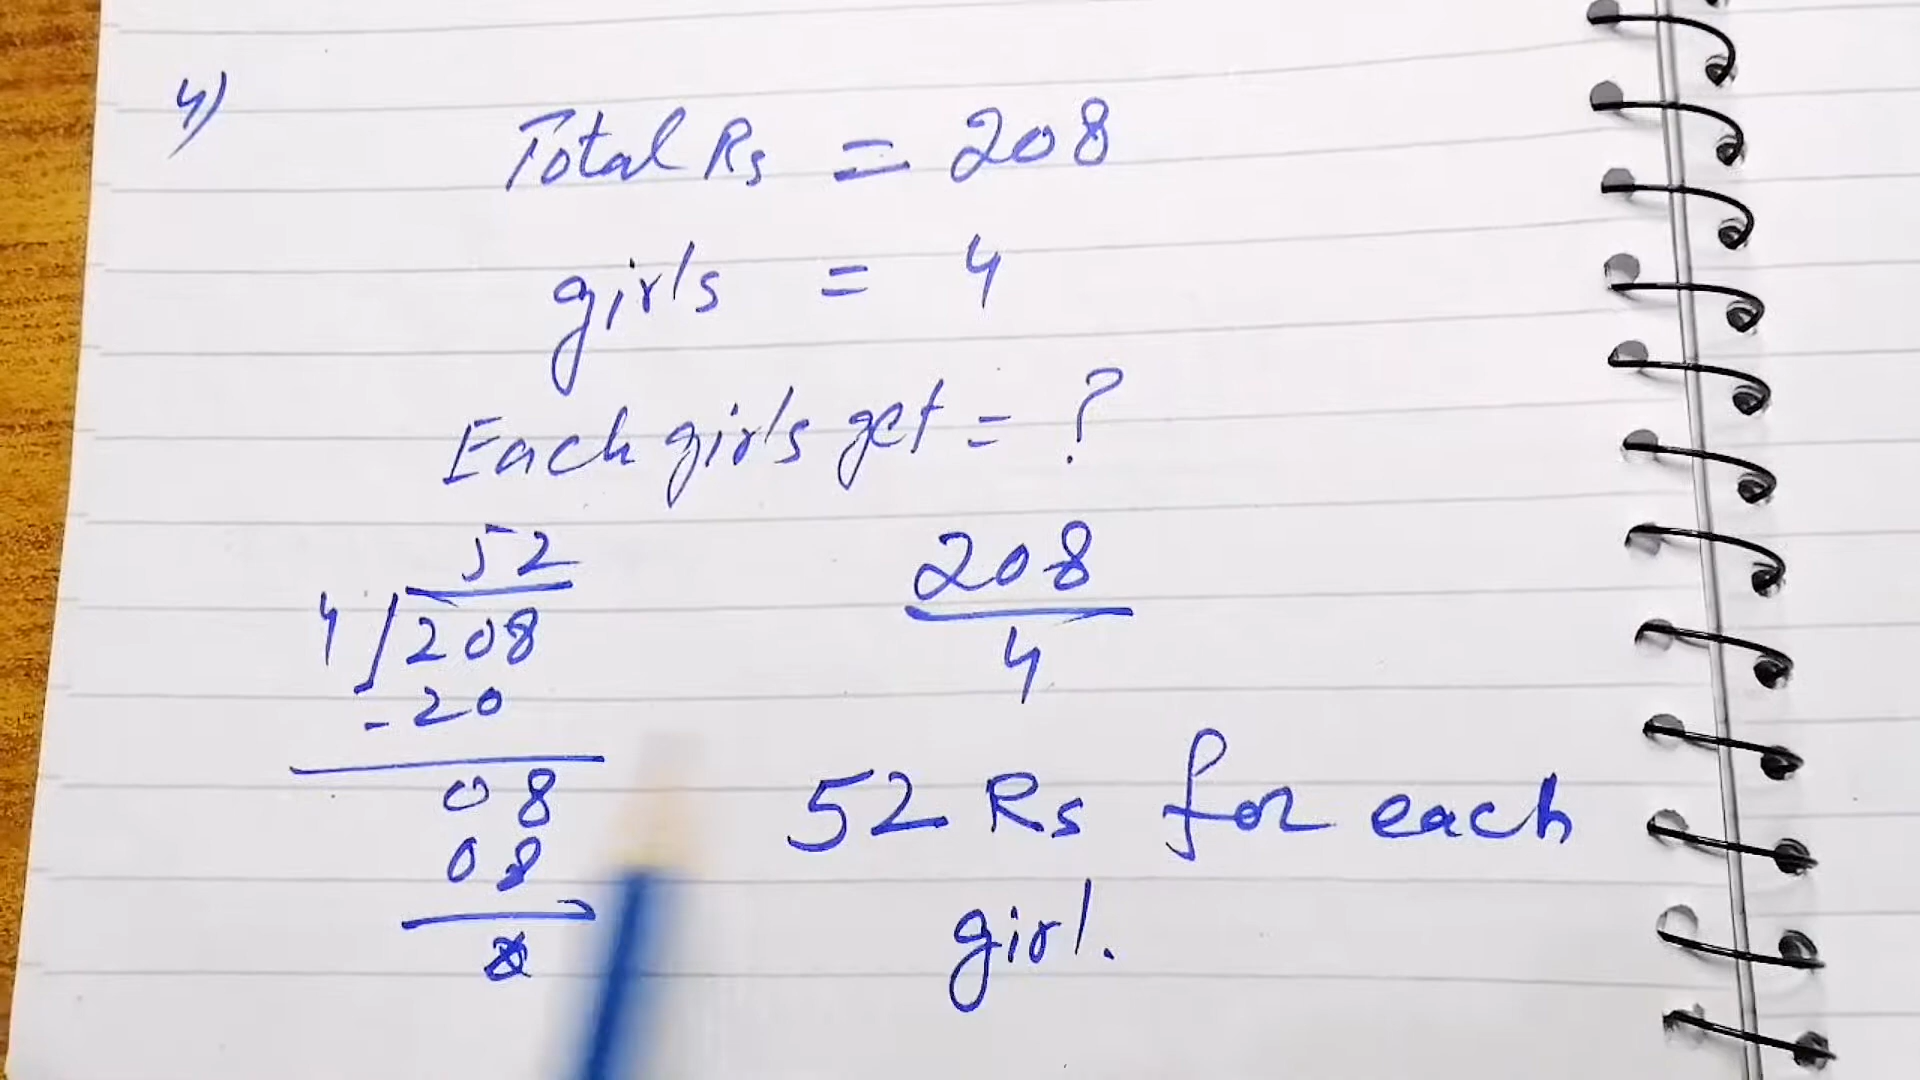 4)
Total Rs = 208
girls = 4
Each girls get = ?
52
4 208
- 20
08
08
208
4
52 Rs for each
girl.